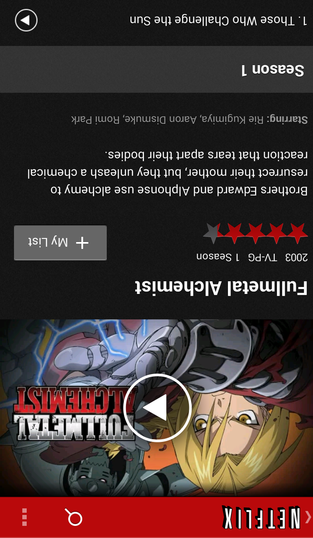 NETFLIX
FULLMETAL
ALCHEMIST
Fullmetal Alchemist
2003 TV-PG 1 Season
+ My List
Brothers Edward and Alphonse use alchemy to
resurrect their mother, but they unleash a chemical
reaction that tears apart their bodies.
Starring: Rie Kugimiya, Aaron Dismuke, Romi Park
Season 1
1. Those Who Challenge the Sun